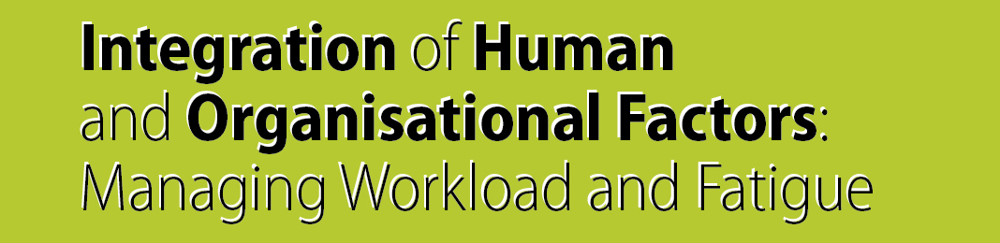 Integration of Human
and Organisational Factors:
Managing Workload and Fatigue